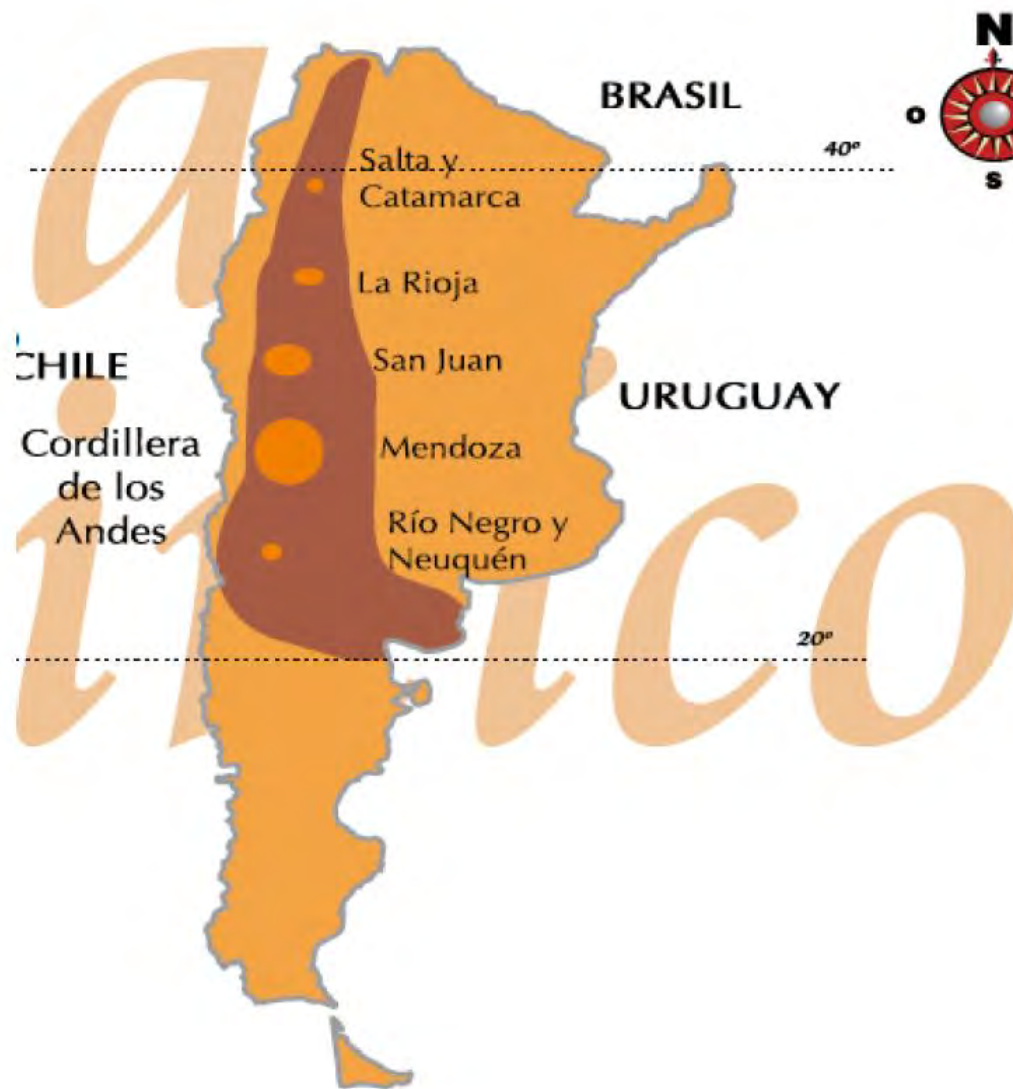 N
BRASIL
O
40º
S
Salta y
Catamarca
La Rioja
San Juan
CHILE
URUGUAY
Cordillera
de los
Andes
Mendoza
Río Negro y
Neuquén
20º